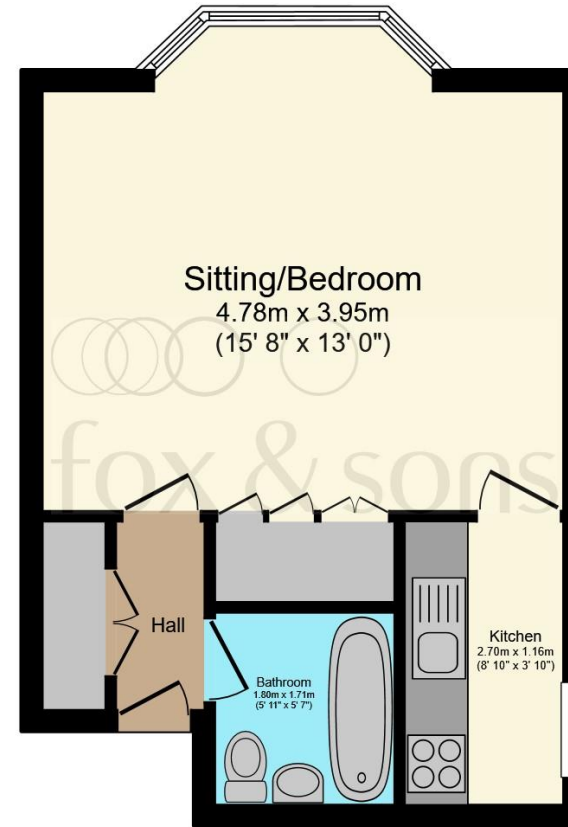 Sitting/Bedroom
4.78m x 3.95m
(15' 8" x 13' 0")
fox & sons
Hall
Kitchen
2.70m x 1.16m
(8' 10" x 3' 10")
Bathroom
1.80m x 1.71m
(5' 11" x 5' 7")